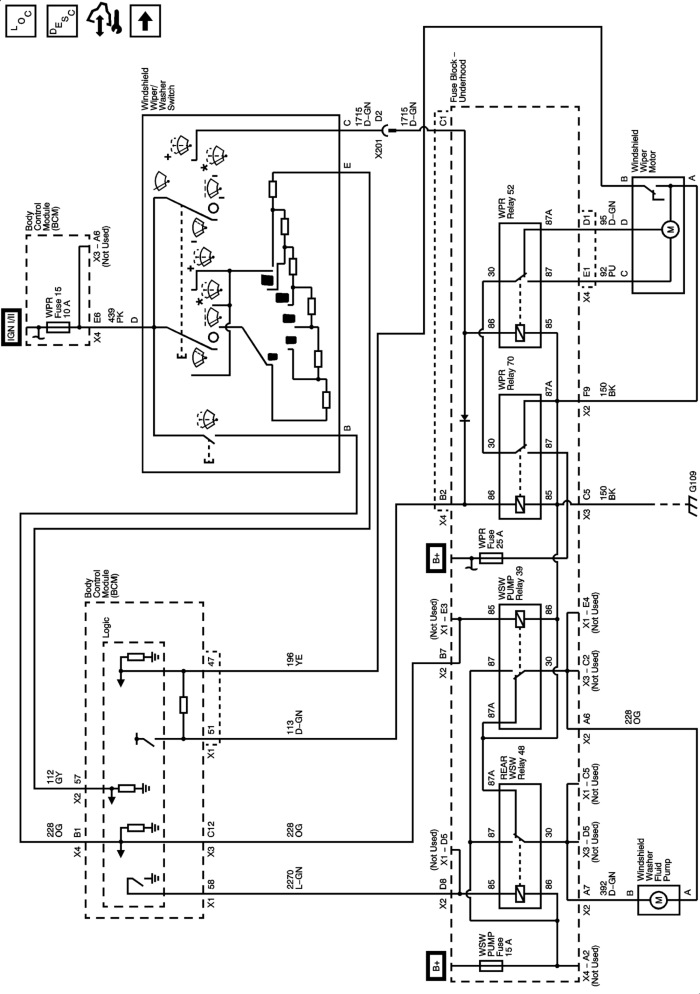 LOC
DESC
IGN I/II
Body
Control
Module
(BCM)
WPR
Fuse 15
10 A
X3 – A6
(Not Used)
E6
X4
439
PK
D
Windshield
Wiper/
Washer
Switch
C
E
B
1715
D–GN
D2
X201
1715
D–GN
C1
Fuse Block –
Underhood
WPR
Relay 52
87A
30
87
86
85
D1
E1
X4
95
D–GN
92
PU
D
C
Windshield
Wiper
Motor
B
A
M
WPR
Relay 70
87A
30
87
86
85
F9
X2
150
BK
C5
X3
150
BK
G109
B2
X4
B+
WPR
Fuse
25 A
WSW
PUMP
Relay 39
85
86
87
30
87A
(Not Used)
X1 – E3
B7
X2
X1 – E4
(Not Used)
X3 – C2
(Not Used)
A6
X2
228
OG
REAR
WSW
Relay 48
87A
87
30
85
86
(Not Used)
X1 – D5
D8
X2
X1 – C5
(Not Used)
X3 – D5
(Not Used)
A7
X2
392
D–GN
Windshield
Washer
Fluid
Pump
B
A
M
B+
WSW
PUMP
Fuse
15 A
X4 – A2
(Not Used)
Body
Control
Module
(BCM)
Logic
112
GY
57
X2
228
OG
B1
X4
47
196
YE
51
X1
113
D–GN
C12
X3
228
OG
58
X1
2270
L–GN